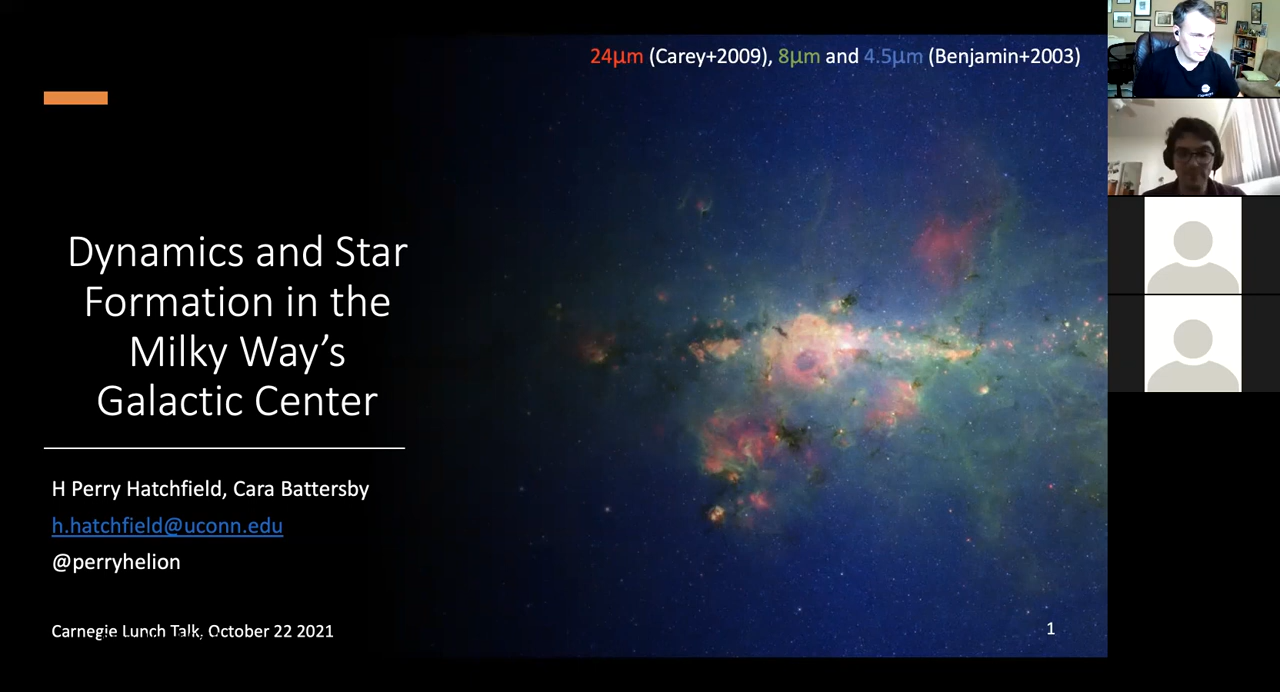 24µm (Carey+2009), 8µm and 4.5µm (Benjamin+2003)
Dynamics and Star
Formation in the
Milky Way’s
Galactic Center
H Perry Hatchfield, Cara Battersby
h.hatchfield@uconn.edu
@perryhelion
Carnegie Lunch Talk, October 22 2021
1